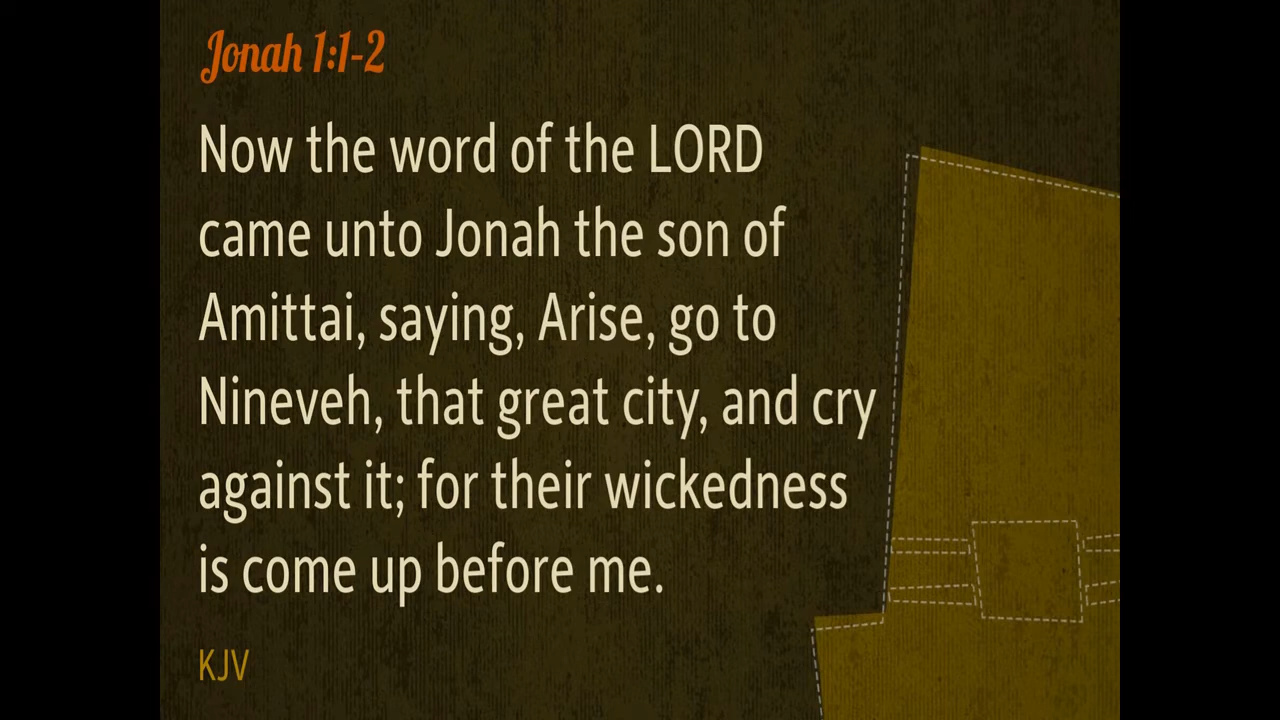 Jonah 1:1-2
Now the word of the LORD
came unto Jonah the son of
Amittai, saying, Arise, go to
Nineveh, that great city, and cry
against it; for their wickedness
is come up before me.
KJV